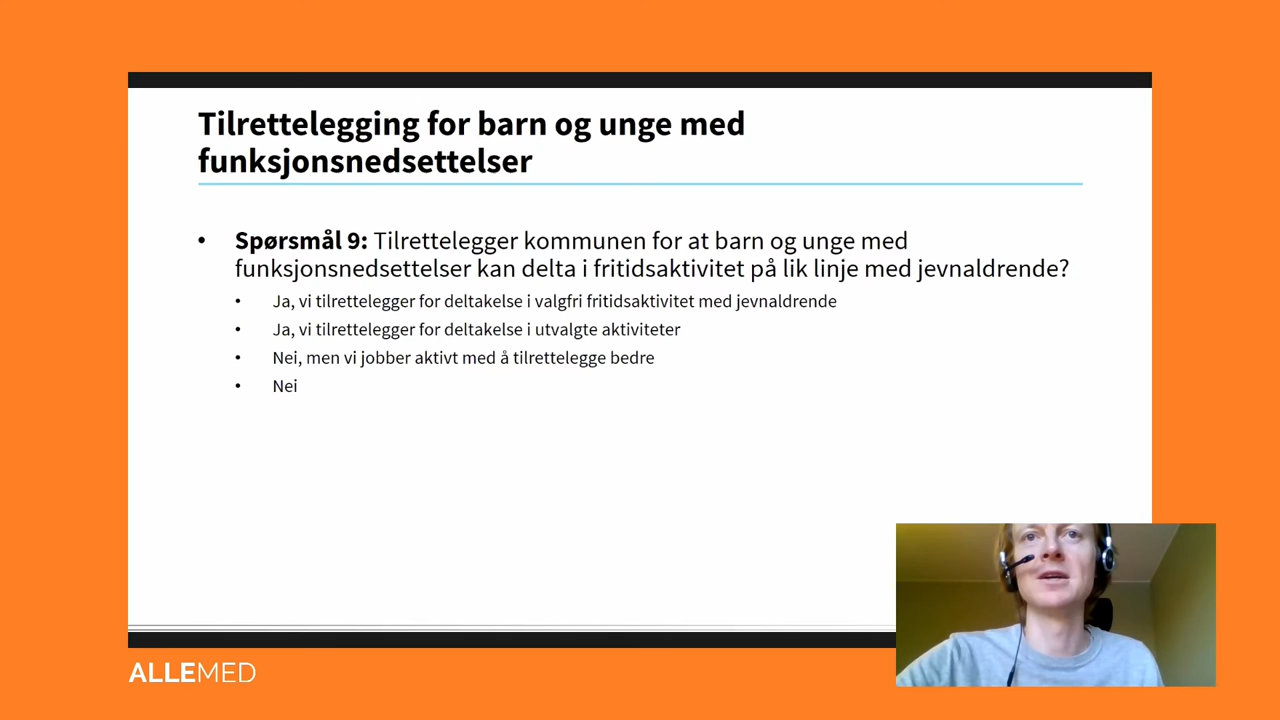 Tilrettelegging for barn og unge med
funksjonsnedsettelser
• Spørsmål 9: Tilrettelegger kommunen for at barn og unge med
funksjonsnedsettelser kan delta i fritidsaktivitet på lik linje med jevnaldrende?
• Ja, vi tilrettelegger for deltakelse i valgfri fritidsaktivitet med jevnaldrende
• Ja, vi tilrettelegger for deltakelse i utvalgte aktiviteter
• Nei, men vi jobber aktivt med å tilrettelegge bedre
• Nei
ALLEMED